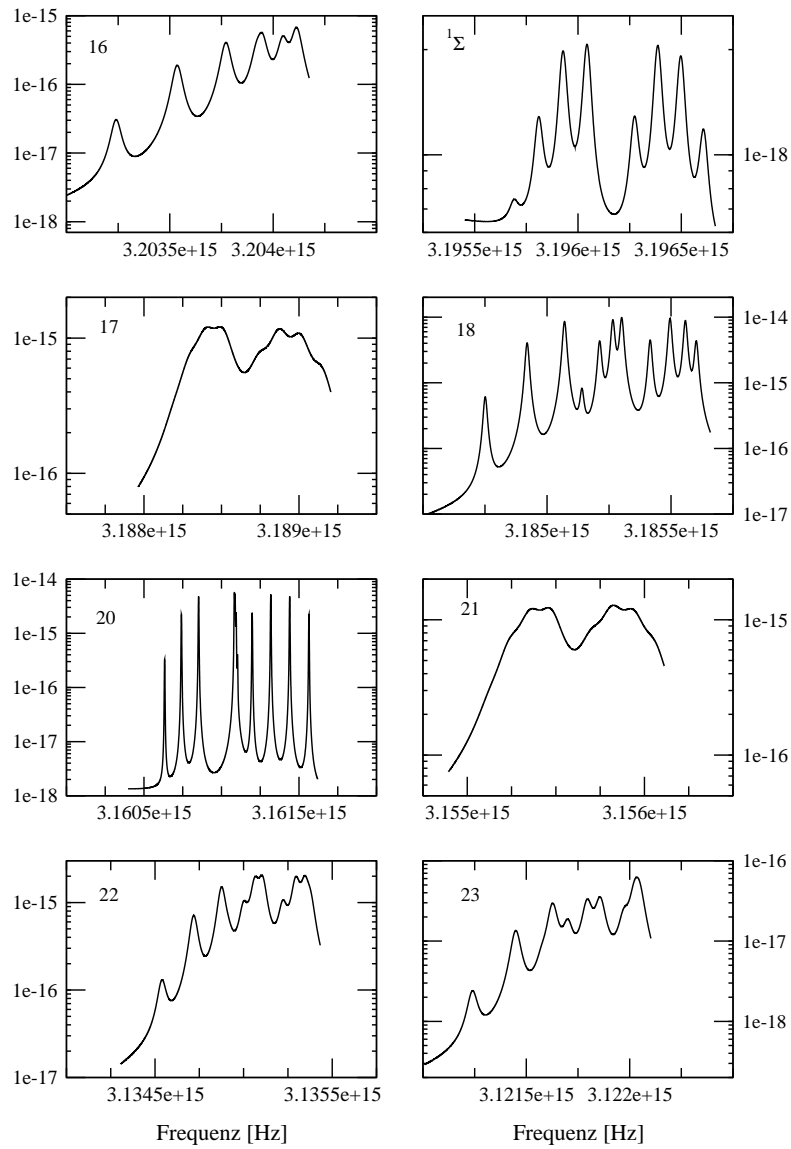 1e-15
16
1e-16
1e-17
1e-18
3.2035e+15 3.204e+15
1Σ
1e-18
3.1955e+15 3.196e+15 3.1965e+15
17
1e-15
1e-16
3.188e+15 3.189e+15
18
1e-14
1e-15
1e-16
1e-17
3.185e+15 3.1855e+15
1e-14
20
1e-15
1e-16
1e-17
1e-18
3.1605e+15 3.1615e+15
21
1e-15
1e-16
3.155e+15 3.156e+15
22
1e-15
1e-16
1e-17
3.1345e+15 3.1355e+15
Frequenz [Hz]
23
1e-16
1e-17
1e-18
3.1215e+15 3.122e+15
Frequenz [Hz]